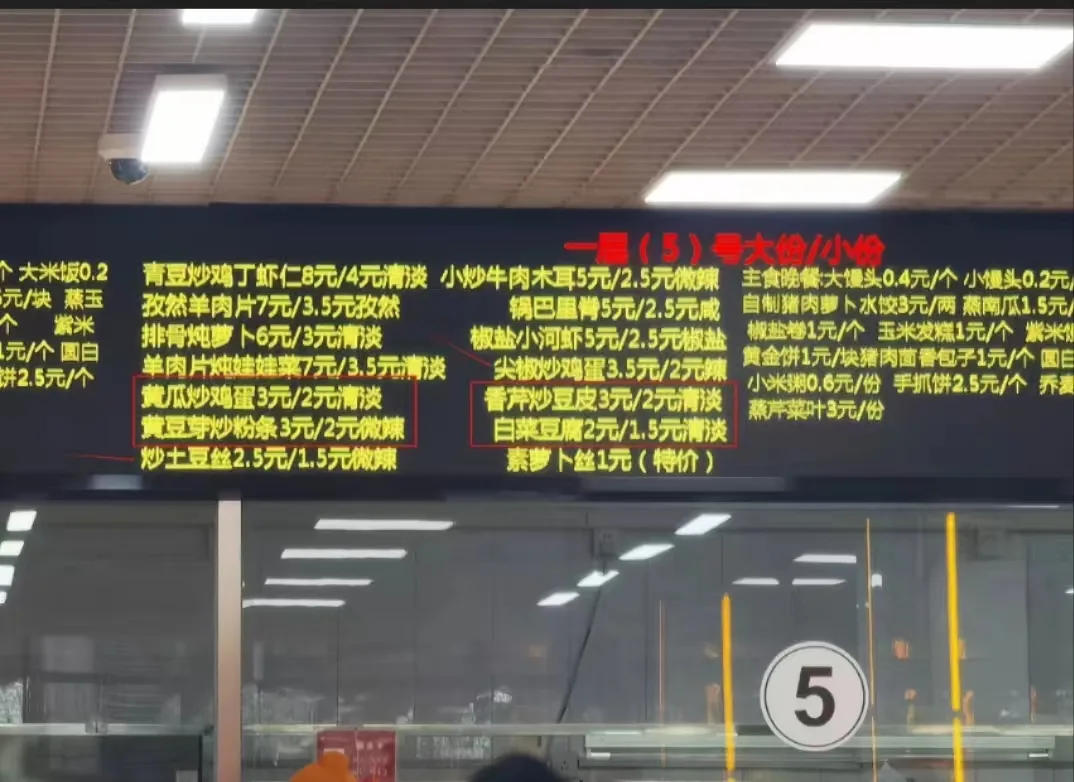 一层（5）号大份/小份
个 大米饭0.2
元/块 蒸玉
个 紫米
元/个 圆白
饼2.5元/个
青豆炒鸡丁虾仁8元/4元清淡
孜然羊肉片7元/3.5元孜然
排骨炖萝卜6元/3元清淡
羊肉片炖娃娃菜7元/3.5元清淡
黄瓜炒鸡蛋3元/2元清淡
黄豆芽炒粉条3元/2元微辣
炒土豆丝2.5元/1.5元微辣
小炒牛肉木耳5元/2.5元微辣
锅巴里脊5元/2.5元咸
椒盐小河虾5元/2.5元椒盐
尖椒炒鸡蛋3.5元/2元辣
香芹炒豆皮3元/2元清淡
白菜豆腐2元/1.5元清淡
素萝卜丝1元（特价）
主食晚餐:大馒头0.4元/个 小馒头0.2元/
自制猪肉萝卜水饺3元/两 蒸南瓜1.5元/
椒盐卷1元/个 玉米发糕1元/个 紫米饭
黄金饼1元/块猪肉茴香包子1元/个 圆白
小米粥0.6元/份 手抓饼2.5元/个 荞麦
蒸芹菜叶3元/份
5